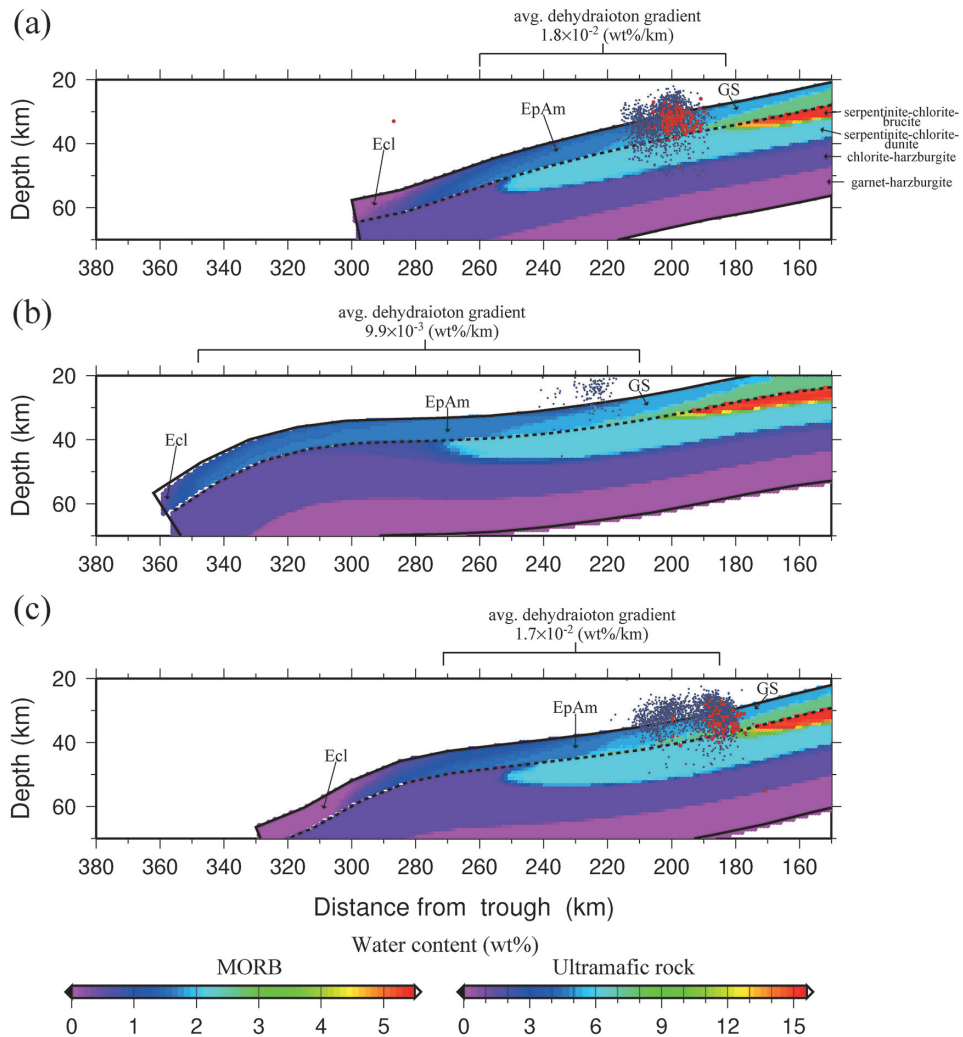 (a)
avg. dehydraioton gradient
1.8×10⁻² (wt%/km)
Depth (km)
20
40
60
Ecl
EpAm
GS
serpentinite-chlorite-
brucite
serpentinite-chlorite-
dunite
chlorite-harzburgite
garnet-harzburgite
380 360 340 320 300 280 260 240 220 200 180 160
(b)
avg. dehydraioton gradient
9.9×10⁻³ (wt%/km)
Depth (km)
20
40
60
Ecl
EpAm
GS
380 360 340 320 300 280 260 240 220 200 180 160
(c)
avg. dehydraioton gradient
1.7×10⁻² (wt%/km)
Depth (km)
20
40
60
Ecl
EpAm
GS
380 360 340 320 300 280 260 240 220 200 180 160
Distance from trough (km)
Water content (wt%)
MORB Ultramafic rock
0 1 2 3 4 5 0 3 6 9 12 15